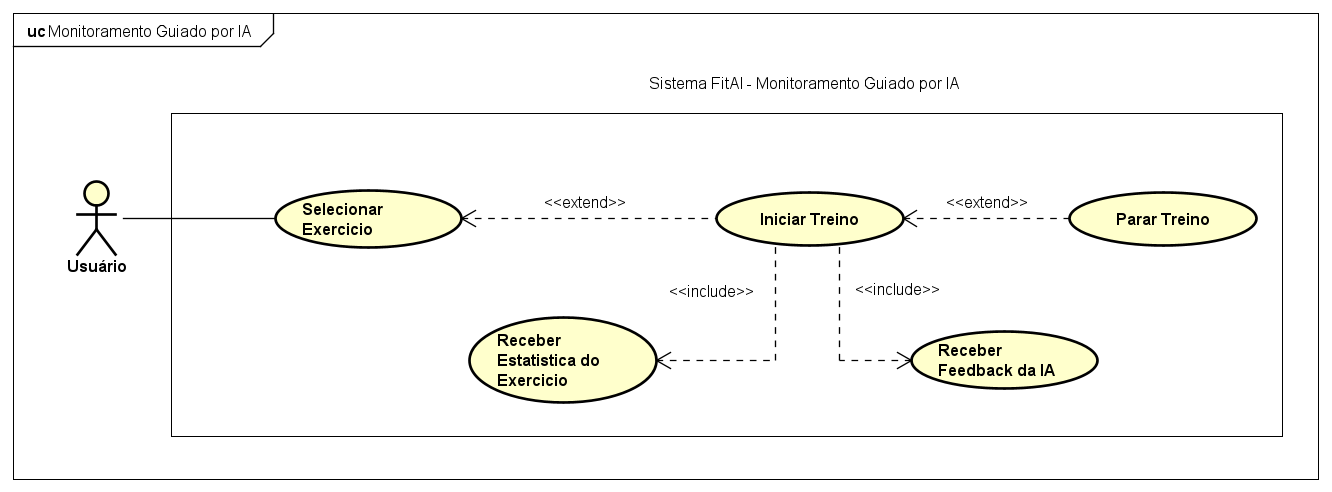 uc Monitoramento Guiado por IA
Sistema FitAI - Monitoramento Guiado por IA
Usuário
Selecionar
Exercicio
<<extend>>
Iniciar Treino
<<extend>>
Parar Treino
<<include>>
<<include>>
Receber
Estatistica do
Exercicio
Receber
Feedback da IA